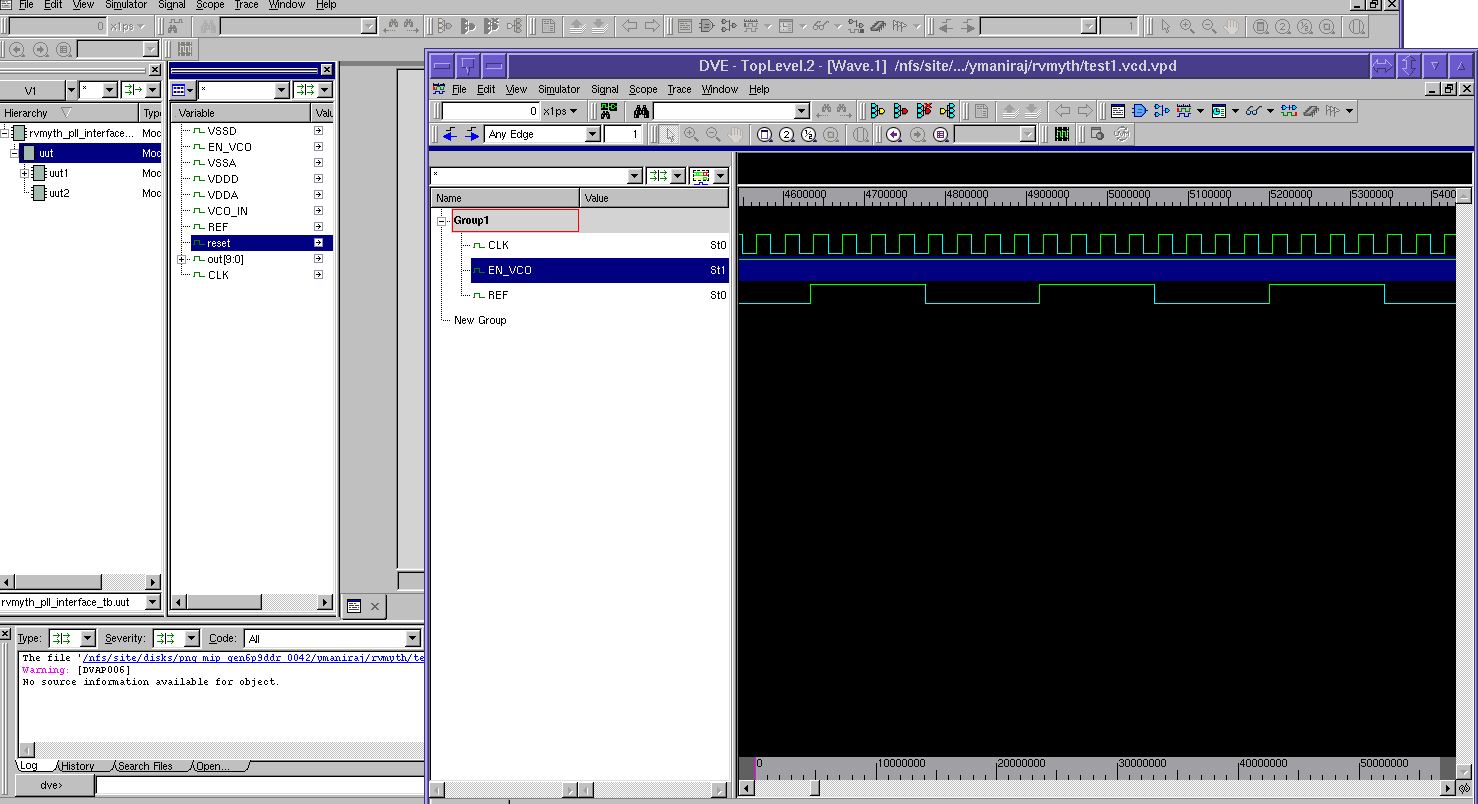 File Edit View Simulator Signal Scope Trace Window Help
0 x1ps
1
V1 * *
Hierarchy Typ Variable Valu
rvmyth_pll_interface... Moc
uut Moc
uut1 Moc
uut2 Moc
VSSD
EN_VCO
VSSA
VDDD
VDDA
VCO_IN
REF
reset
out[9:0]
CLK
rvmyth_pll_interface_tb.uut
Type: Severity: Code: All
The file '/nfs/site/disks/png_mip_gen6p9ddr_0042/ymaniraj/rvmyth/te
Warning: [DVAP006]
No source information available for object.
Log History Search Files Open...
dve>
DVE - TopLevel.2 - [Wave.1] /nfs/site/.../ymaniraj/rvmyth/test1.vcd.vpd
File Edit View Simulator Signal Scope Trace Window Help
0 x1ps
Any Edge 1
*
Name Value
Group1
CLK St0
EN_VCO St1
REF St0
New Group
4600000 4700000 4800000 4900000 5000000 5100000 5200000 5300000 5400
0 10000000 20000000 30000000 40000000 50000000